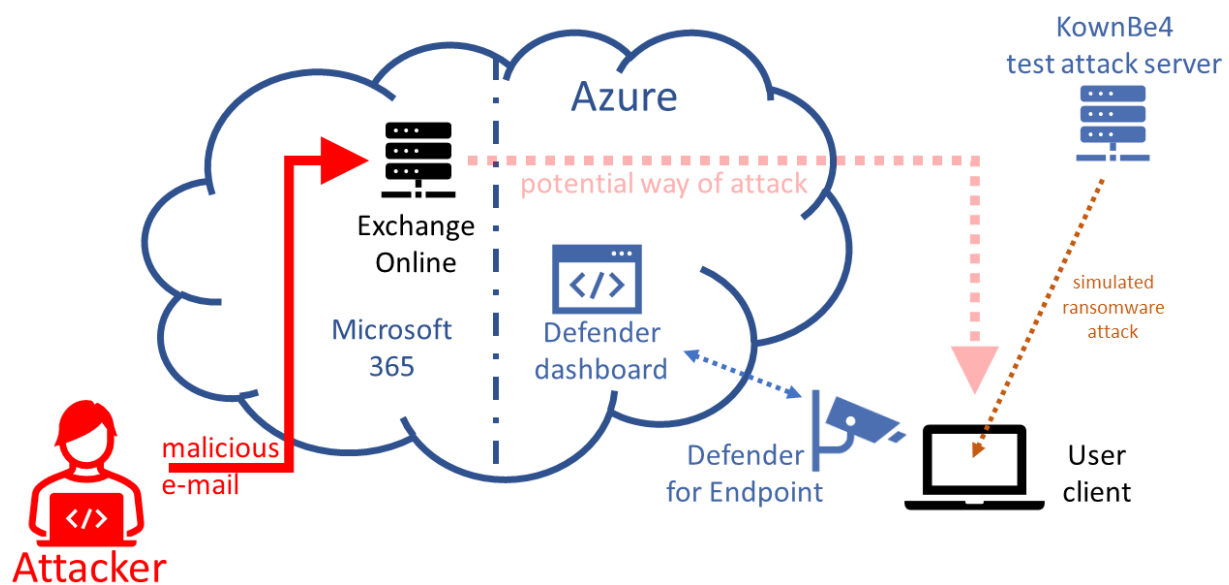 KownBe4
test attack server
Azure
potential way of attack
Exchange
Online
</>
simulated
ransomware
attack
Microsoft
365
Defender
dashboard
malicious
e-mail
Defender
for Endpoint
User
client
</>
Attacker